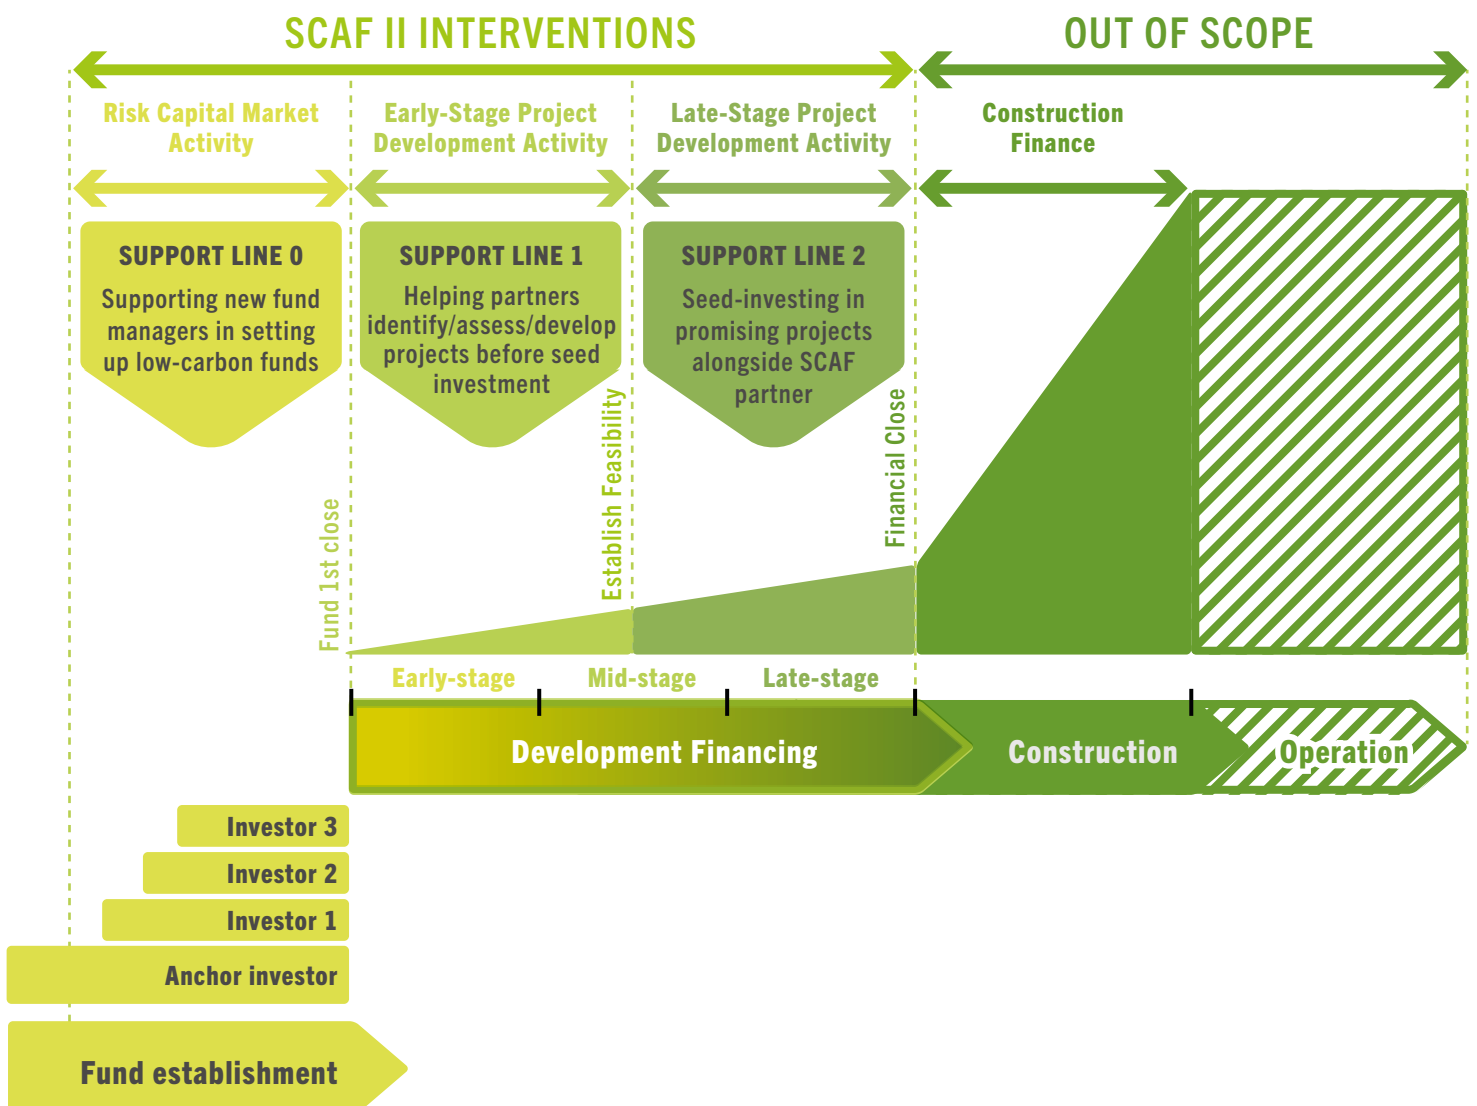 SCAF II INTERVENTIONS
OUT OF SCOPE
Risk Capital Market
Activity
Early-Stage Project
Development Activity
Late-Stage Project
Development Activity
Construction
Finance
SUPPORT LINE 0
Supporting new fund
managers in setting
up low-carbon funds
SUPPORT LINE 1
Helping partners
identify/assess/develop
projects before seed
investment
SUPPORT LINE 2
Seed-investing in
promising projects
alongside SCAF
partner
Fund 1st close
Establish Feasibility
Financial Close
Early-stage
Mid-stage
Late-stage
Development Financing
Construction
Operation
Investor 3
Investor 2
Investor 1
Anchor investor
Fund establishment